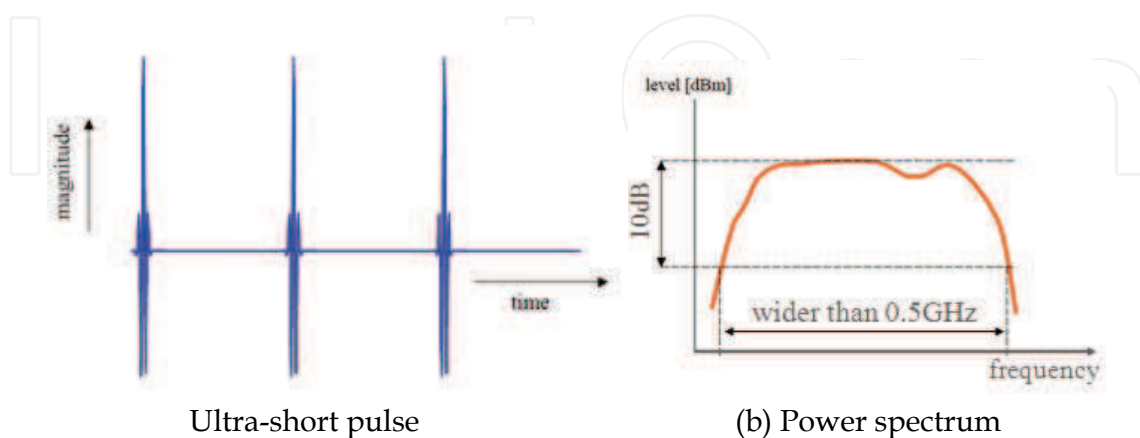 magnitude
time
Ultra-short pulse
level [dBm]
10dB
wider than 0.5GHz
frequency
(b) Power spectrum